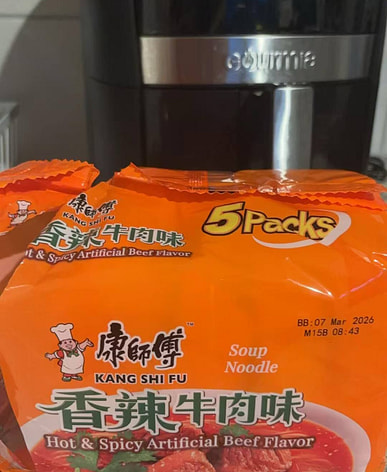 Gourmia
康師傅
KANG SHI FU
香辣牛肉味
Hot & Spicy Artificial Beef Flavor
5Packs
BB:07 Mar 2026
M15B 08:43
康師傅™
KANG SHI FU
Soup
Noodle
香辣牛肉味
Hot & Spicy Artificial Beef Flavor